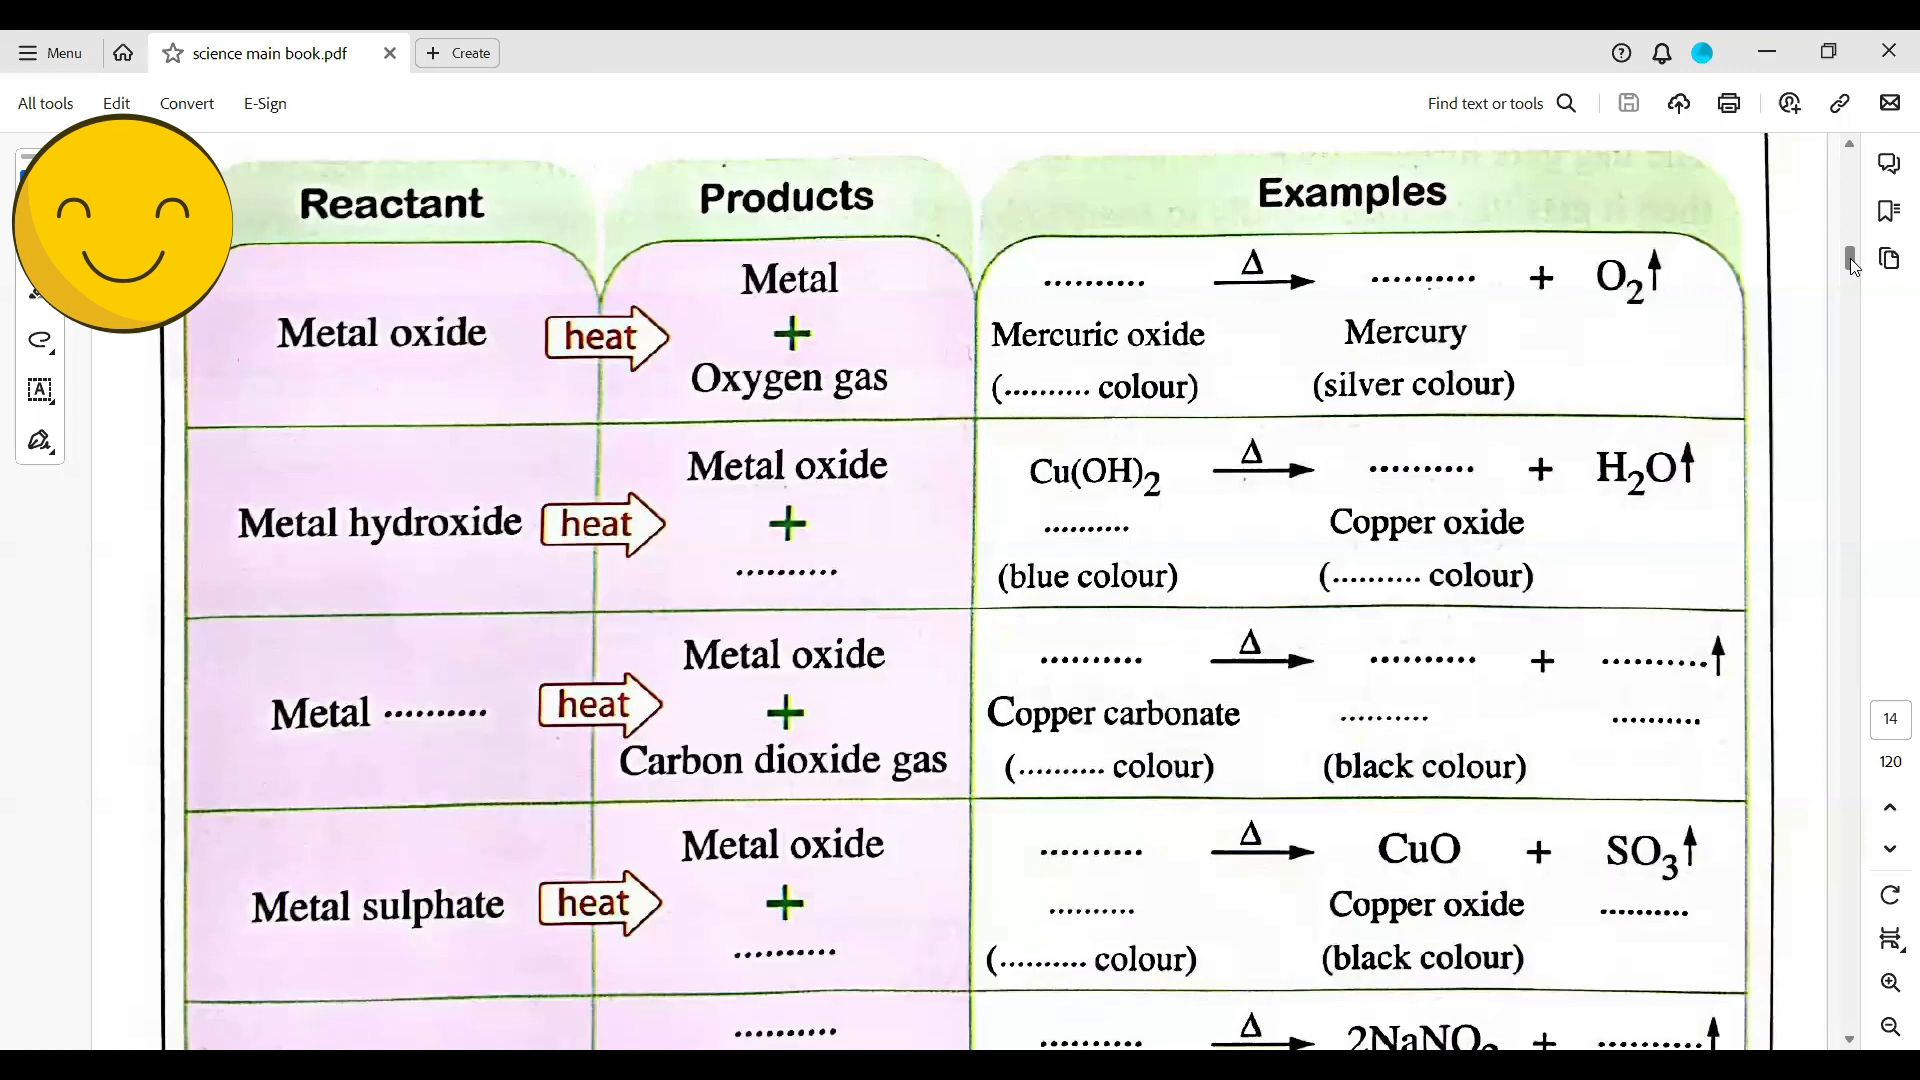 Menu
science main book.pdf
Create
All tools
Edit
Convert
E-Sign
Find text or tools
Reactant
Products
Examples
Metal oxide
heat
Metal
+
Oxygen gas
.......... Δ .......... + O₂↑
Mercuric oxide Mercury
(.......... colour) (silver colour)
Metal hydroxide
heat
Metal oxide
+
..........
Cu(OH)₂ Δ .......... + H₂O↑
.......... Copper oxide
(blue colour) (.......... colour)
Metal ..........
heat
Metal oxide
+
Carbon dioxide gas
.......... Δ .......... + ..........↑
Copper carbonate .......... ..........
(.......... colour) (black colour)
Metal sulphate
heat
Metal oxide
+
..........
.......... Δ CuO + SO₃↑
.......... Copper oxide ..........
(.......... colour) (black colour)
..........
.......... Δ 2NaNO₂ + ..........↑
14
120